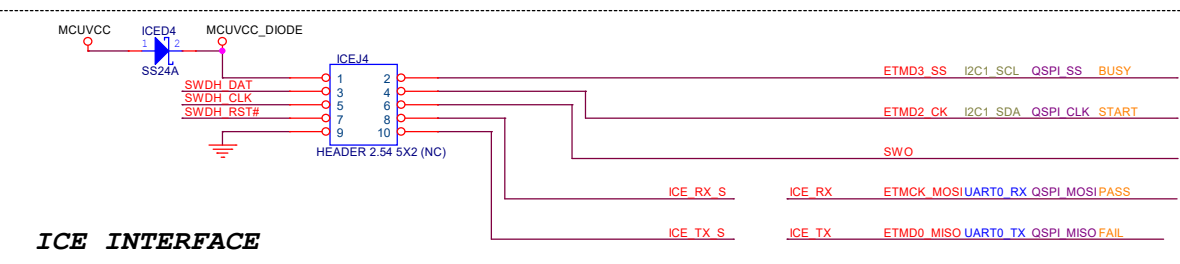 MCUVCC ICED4 MCUVCC_DIODE
1 2
SS24A
ICEJ4
1 2 ETMD3_SS I2C1_SCL QSPI_SS BUSY
SWDH_DAT 3 4
SWDH_CLK 5 6 ETMD2_CK I2C1_SDA QSPI_CLK START
SWDH_RST# 7 8
9 10
HEADER 2.54 5X2 (NC) SWO
ICE_RX_S ICE_RX ETMCK_MOSI UART0_RX QSPI_MOSI PASS
ICE_TX_S ICE_TX ETMD0_MISO UART0_TX QSPI_MISO FAIL
ICE INTERFACE